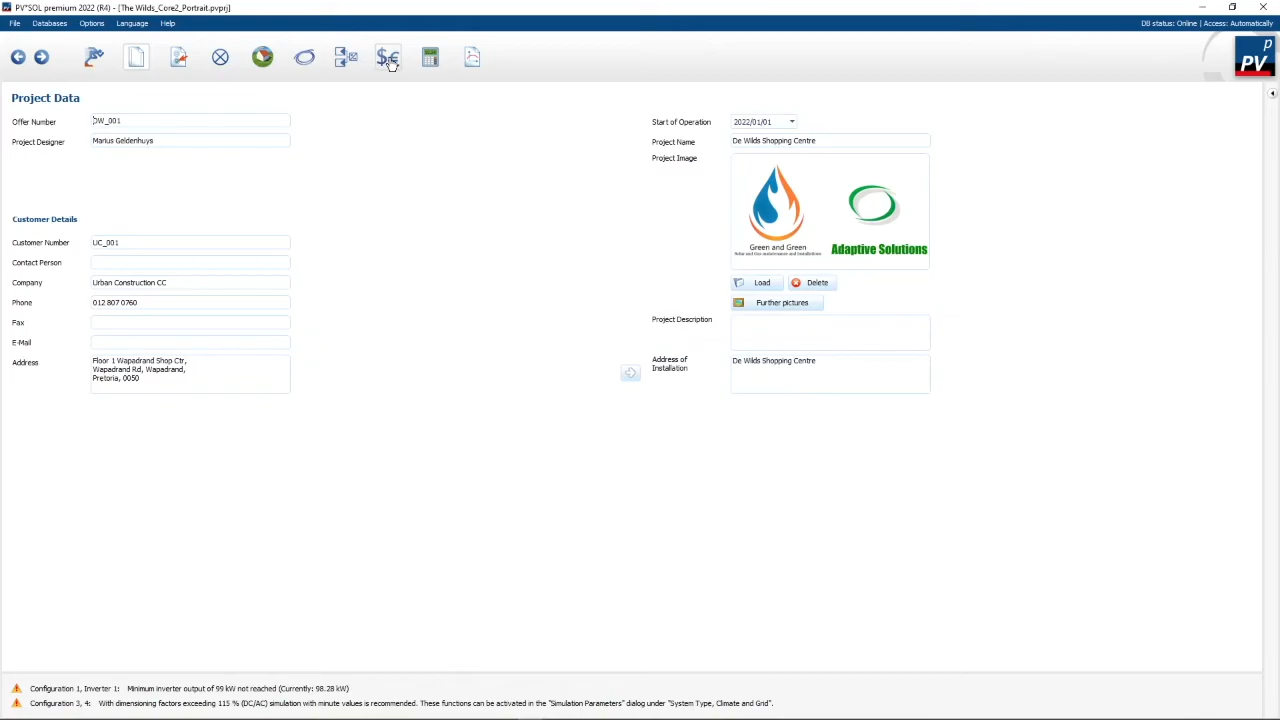 PV*SOL premium 2022 (R4) - [The Wilds_Core2_Portrait.pvprj]
File Databases Options Language Help
DB status: Online | Access: Automatically
$€
p
PV
Project Data
Offer Number DW_001
Project Designer Marius Geldenhuys
Start of Operation 2022/01/01
Project Name De Wilds Shopping Centre
Project Image
Green and Green
Solar and Gas maintenance and Installations
Adaptive Solutions
Load Delete
Further pictures
Customer Details
Customer Number UC_001
Contact Person
Company Urban Construction CC
Phone 012 807 0760
Fax
E-Mail
Address Floor 1 Wapadrand Shop Ctr,
Wapadrand Rd, Wapadrand,
Pretoria, 0050
Project Description
Address of
Installation
De Wilds Shopping Centre
Configuration 1, Inverter 1: Minimum inverter output of 99 kW not reached (Currently: 98.28 kW)
Configuration 3, 4: With dimensioning factors exceeding 115 % (DC/AC) simulation with minute values is recommended. These functions can be activated in the "Simulation Parameters" dialog under "System Type, Climate and Grid".